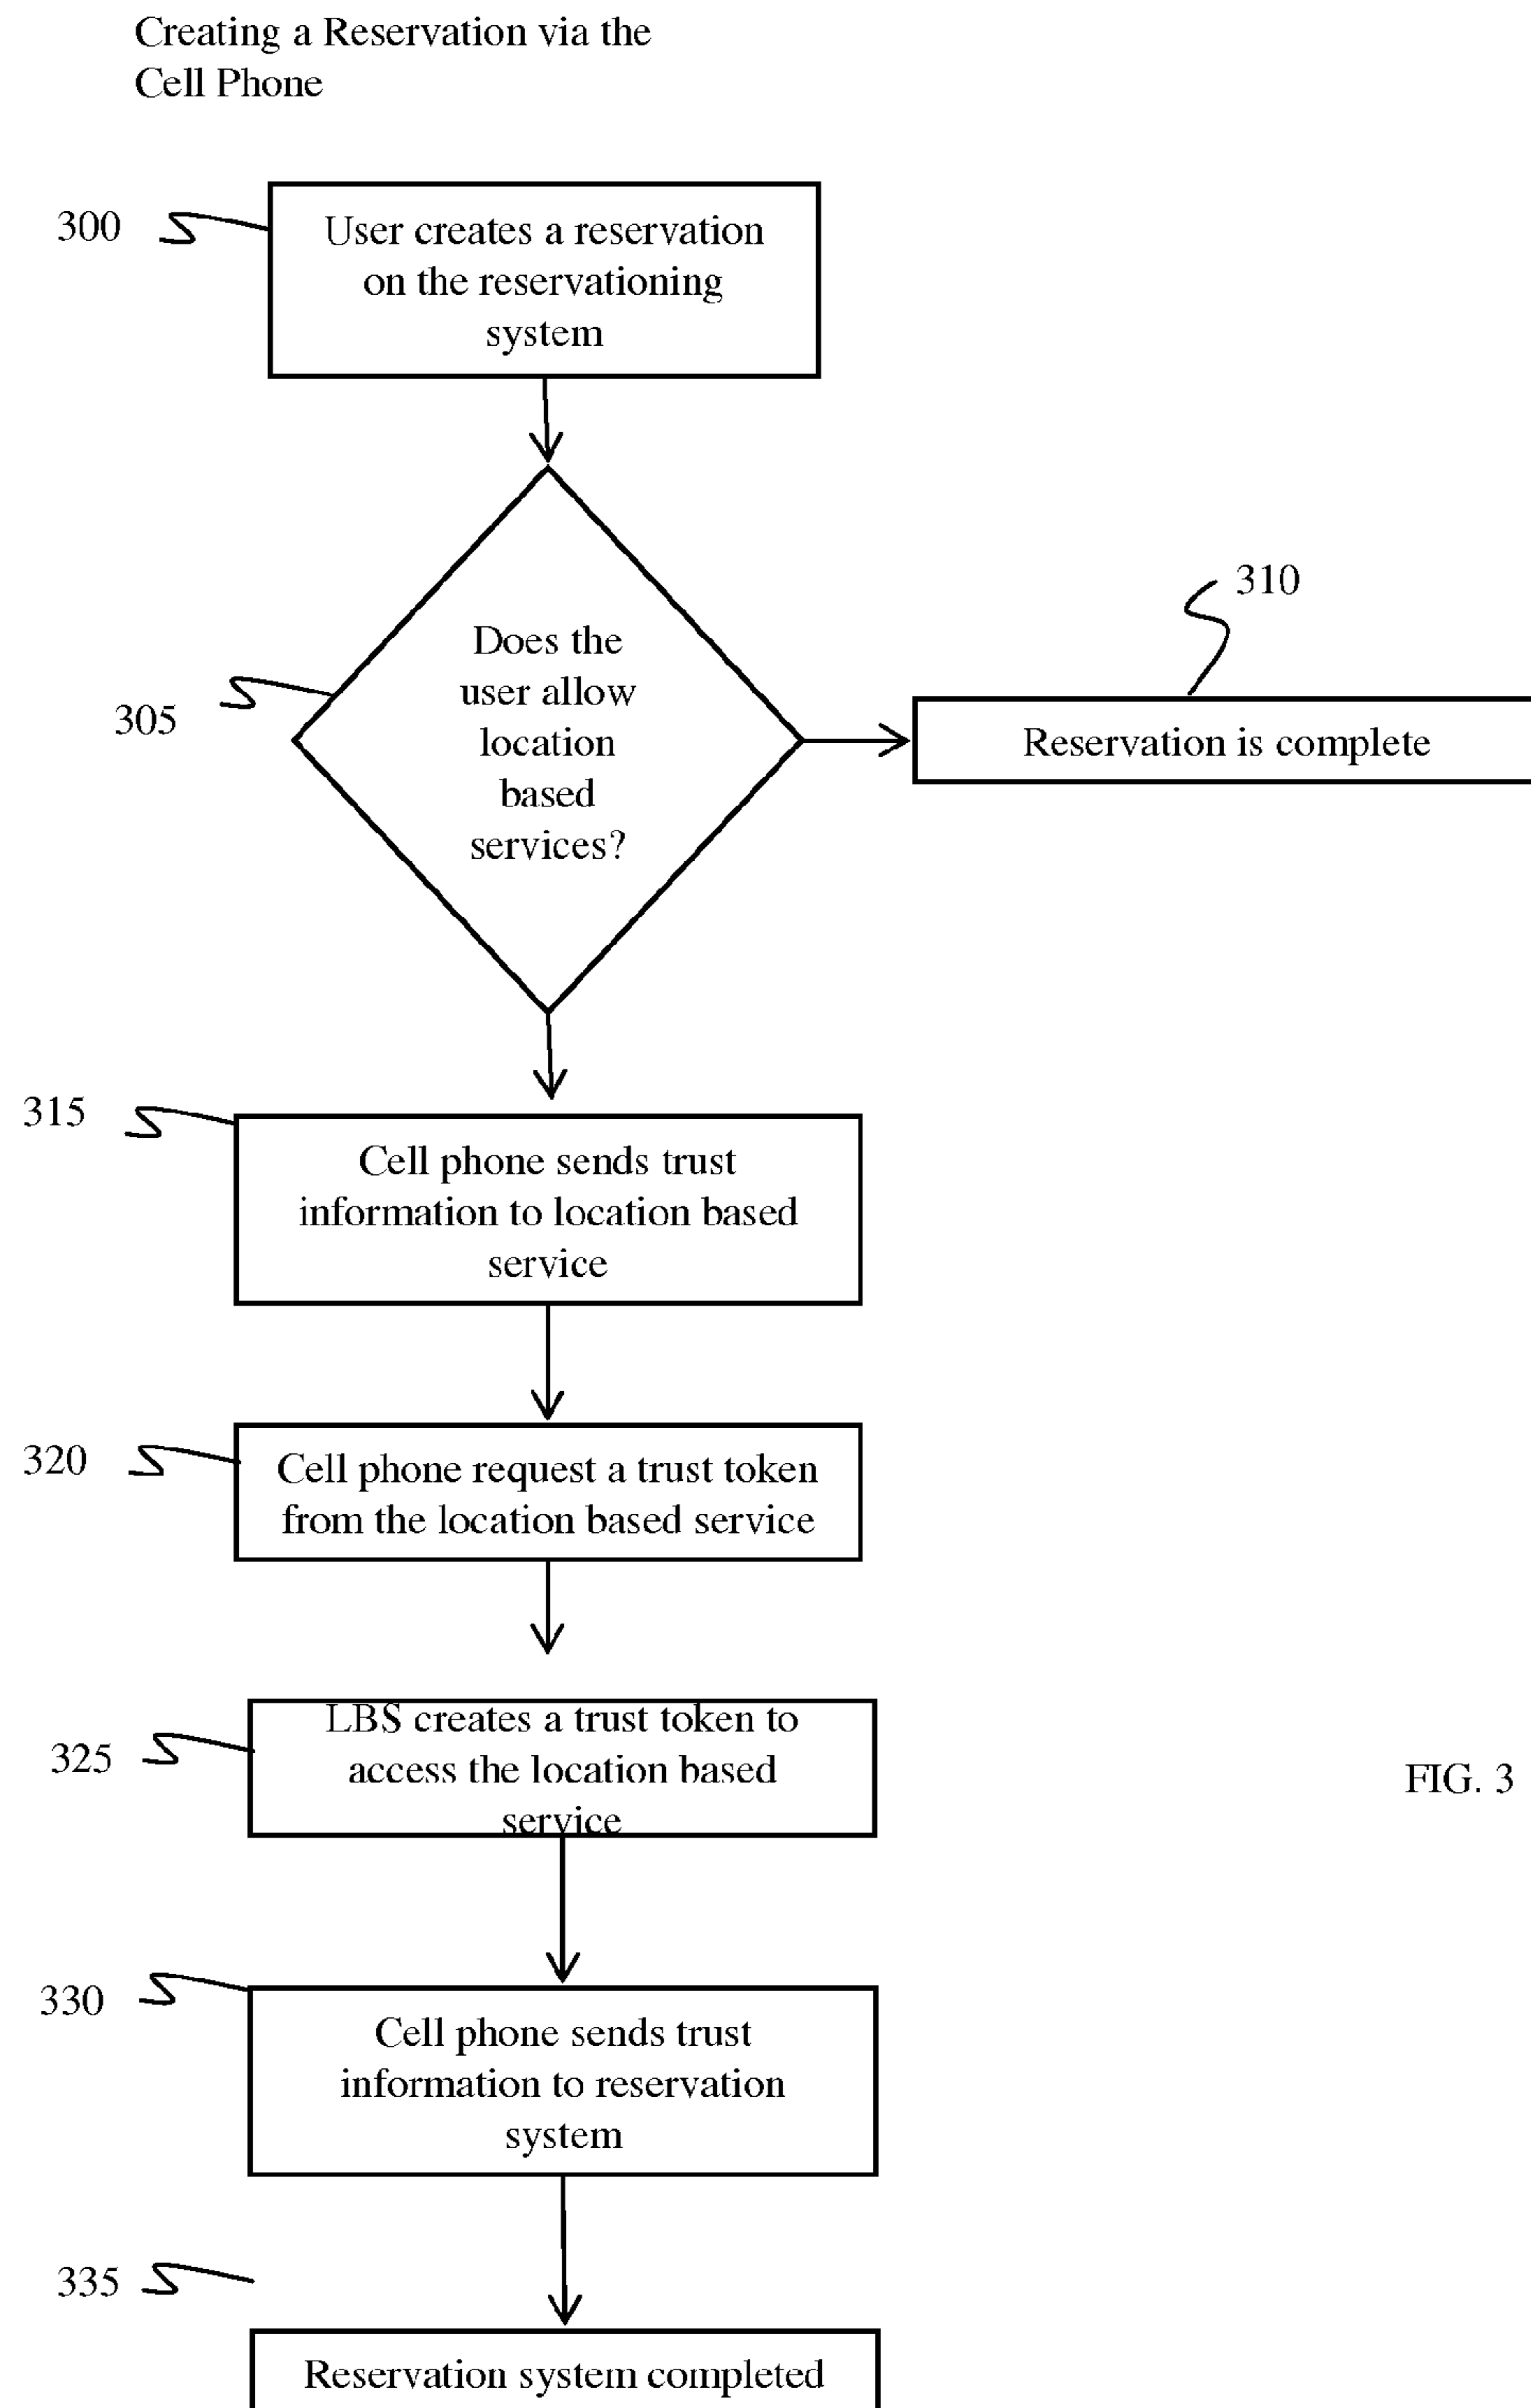 Creating a Reservation via the
Cell Phone
300
User creates a reservation
on the reservationing
system
310
Does the
user allow
location
based
services?
305
Reservation is complete
315
Cell phone sends trust
information to location based
service
320
Cell phone request a trust token
from the location based service
325
LBS creates a trust token to
access the location based
service
FIG. 3
330
Cell phone sends trust
information to reservation
system
335
Reservation system completed